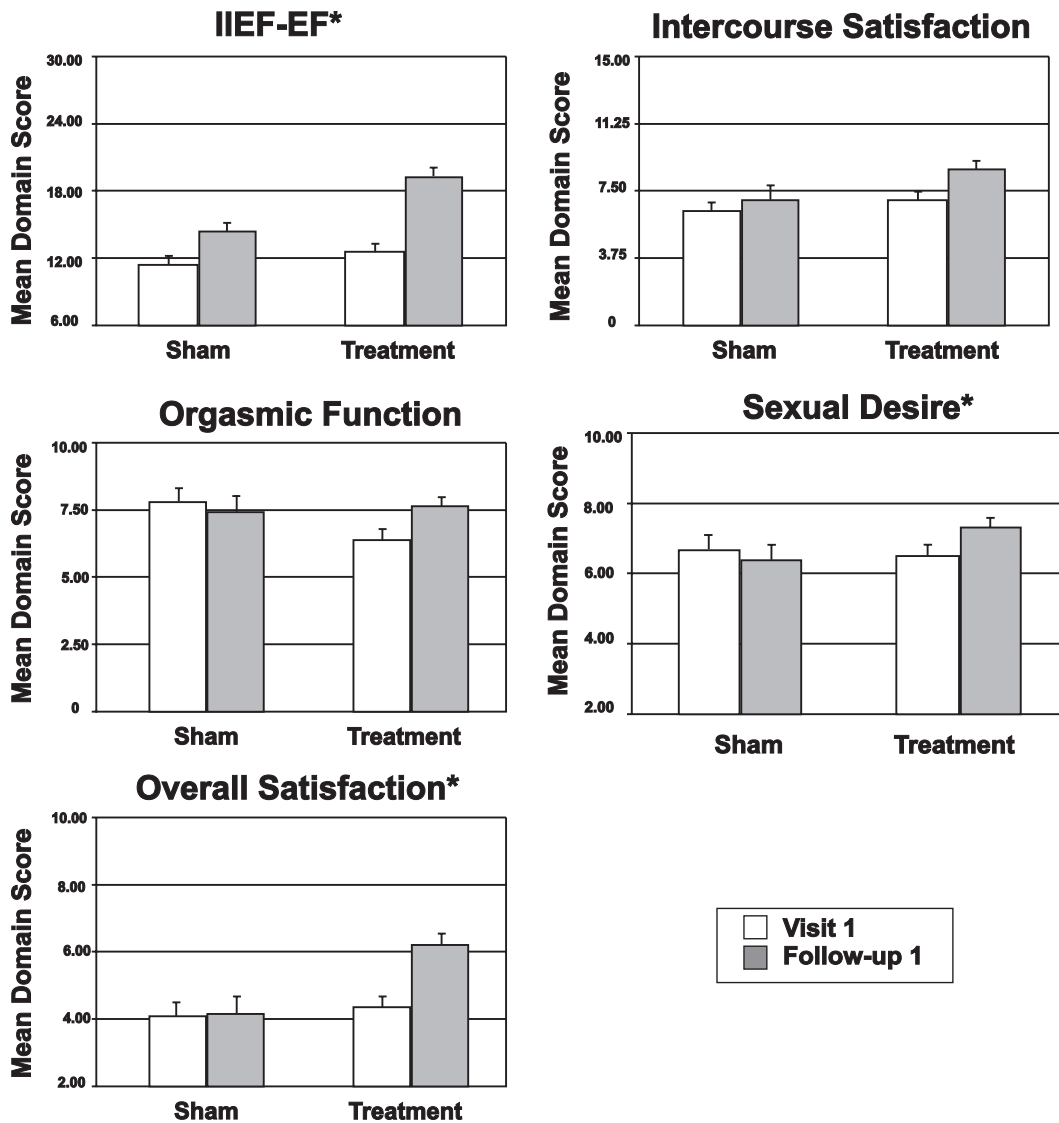 IIEF-EF*
Mean Domain Score
30.00
24.00
18.00
12.00
6.00
Sham
Treatment
Intercourse Satisfaction
Mean Domain Score
15.00
11.25
7.50
3.75
0
Sham
Treatment
Orgasmic Function
Mean Domain Score
10.00
7.50
5.00
2.50
0
Sham
Treatment
Sexual Desire*
Mean Domain Score
10.00
8.00
6.00
4.00
2.00
Sham
Treatment
Overall Satisfaction*
Mean Domain Score
10.00
8.00
6.00
4.00
2.00
Sham
Treatment
Visit 1
Follow-up 1